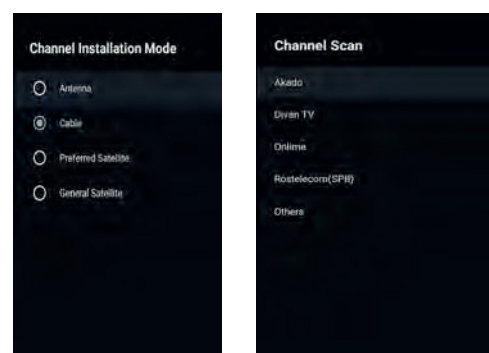 Channel Installation Mode
Antenna
Cable
Preferred Satellite
General Satellite
Channel Scan
Akado
Divan TV
Onlime
Rostelecom(SPB)
Others